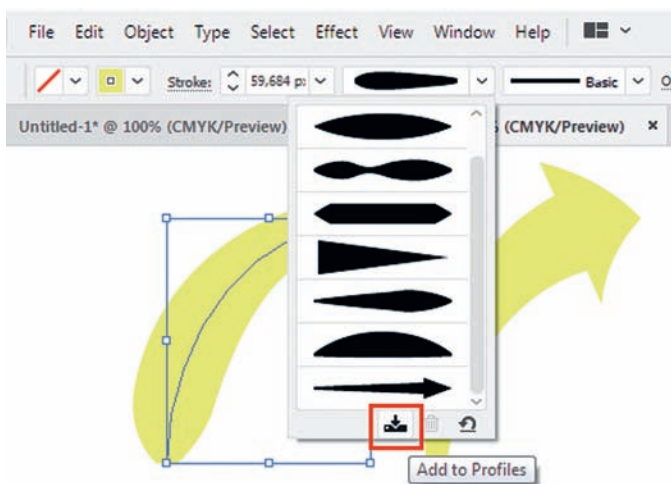 File Edit Object Type Select Effect View Window Help
Stroke: 59,684 p: Basic O
Untitled-1* @ 100% (CMYK/Preview) (CMYK/Preview) ×
Add to Profiles